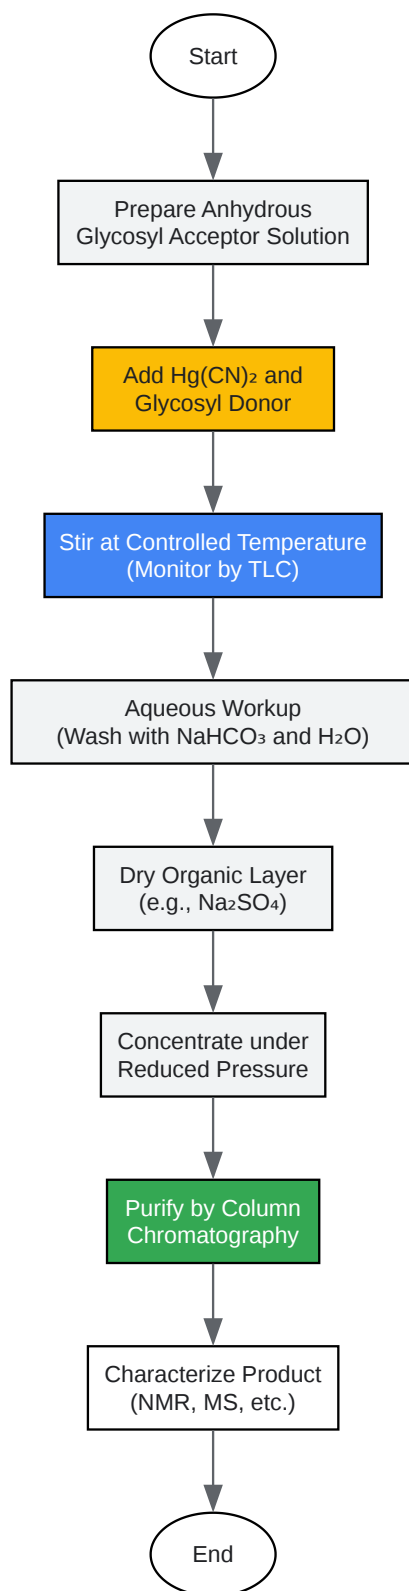 Start
Prepare Anhydrous
Glycosyl Acceptor Solution
Add Hg(CN)₂ and
Glycosyl Donor
Stir at Controlled Temperature
(Monitor by TLC)
Aqueous Workup
(Wash with NaHCO₃ and H₂O)
Dry Organic Layer
(e.g., Na₂SO₄)
Concentrate under
Reduced Pressure
Purify by Column
Chromatography
Characterize Product
(NMR, MS, etc.)
End